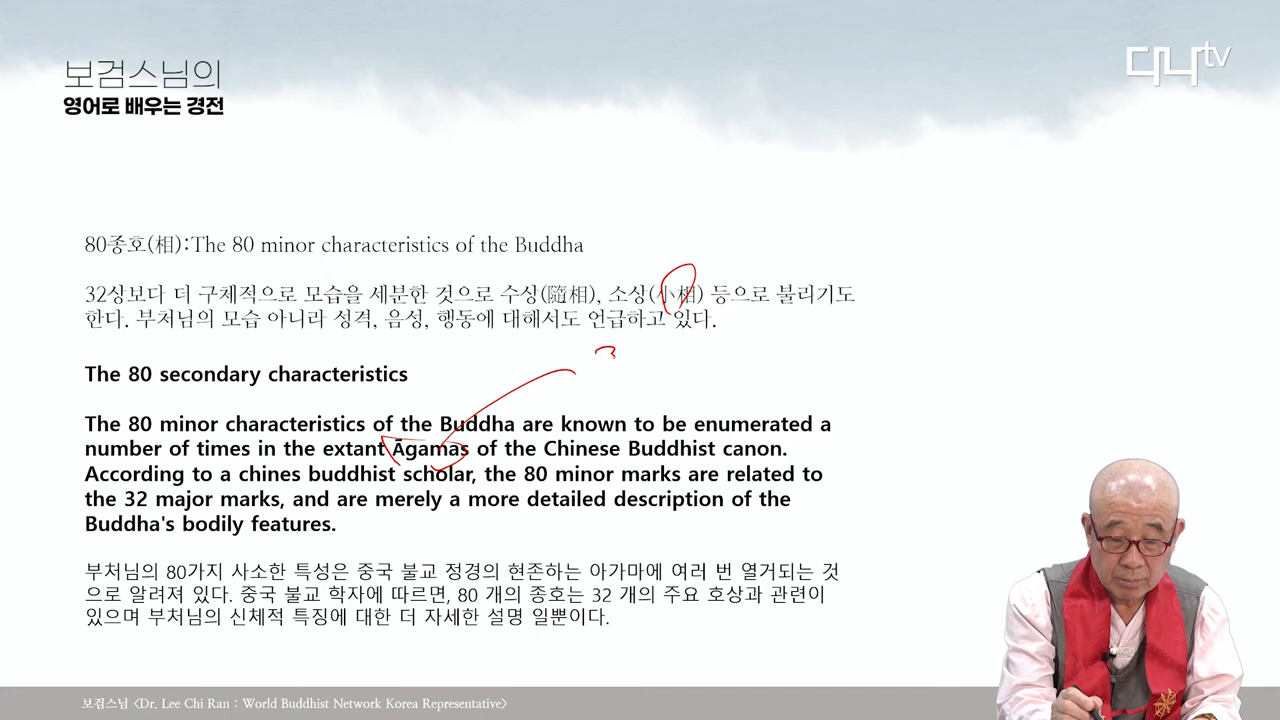 보검스님의
영어로 배우는 경전
다나tv
80종호(相):The 80 minor characteristics of the Buddha
32상보다 더 구체적으로 모습을 세분한 것으로 수상(隨相), 소상(小相) 등으로 불리기도
한다. 부처님의 모습 아니라 성격, 음성, 행동에 대해서도 언급하고 있다.
The 80 secondary characteristics
The 80 minor characteristics of the Buddha are known to be enumerated a
number of times in the extant Āgamas of the Chinese Buddhist canon.
According to a chines buddhist scholar, the 80 minor marks are related to
the 32 major marks, and are merely a more detailed description of the
Buddha's bodily features.
부처님의 80가지 사소한 특성은 중국 불교 정경의 현존하는 아가마에 여러 번 열거되는 것
으로 알려져 있다. 중국 불교 학자에 따르면, 80 개의 종호는 32 개의 주요 호상과 관련이
있으며 부처님의 신체적 특징에 대한 더 자세한 설명 일뿐이다.
보검스님 <Dr. Lee Chi Ran : World Buddhist Network Korea Representative>